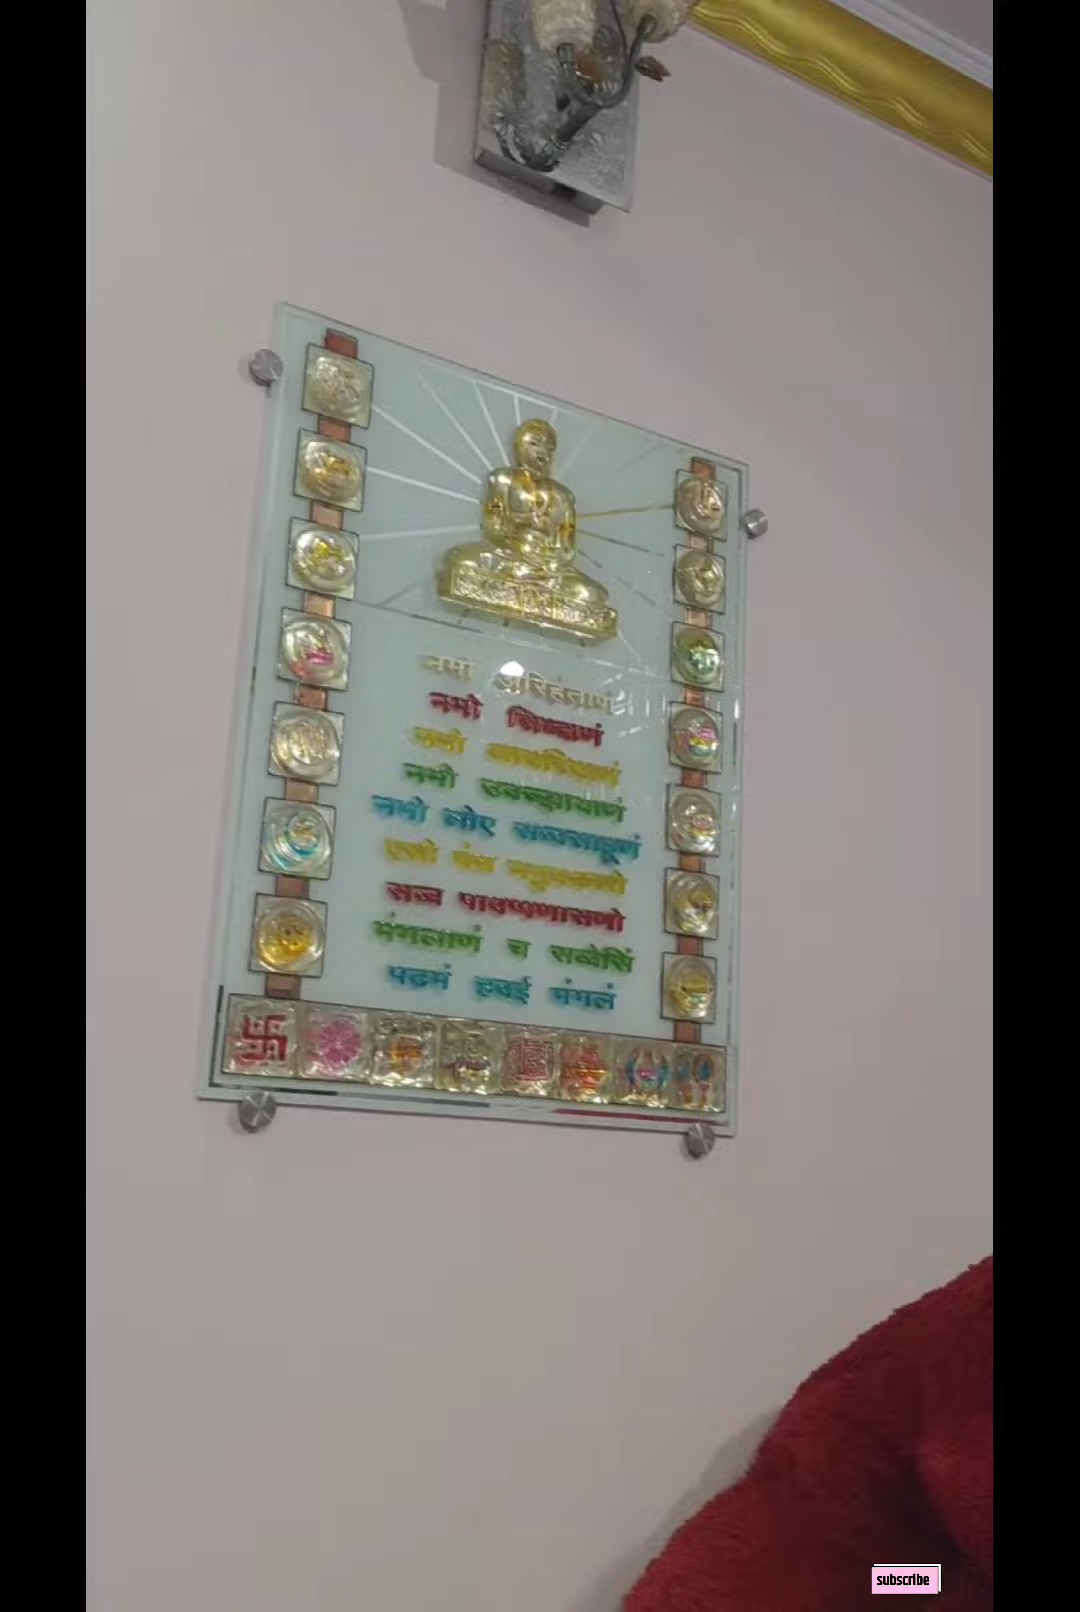 नमो अरिहंताणं
नमो सिध्दाणं
नमो आयरियाणं
नमो उवज्झायाणं
नमो लोए सव्वसाहूणं
एसो पंच नमुक्कारो
सव्व पावप्पणासणो
मंगलाणं च सव्वेसिं
पढमं हवई मंगलं
subscribe